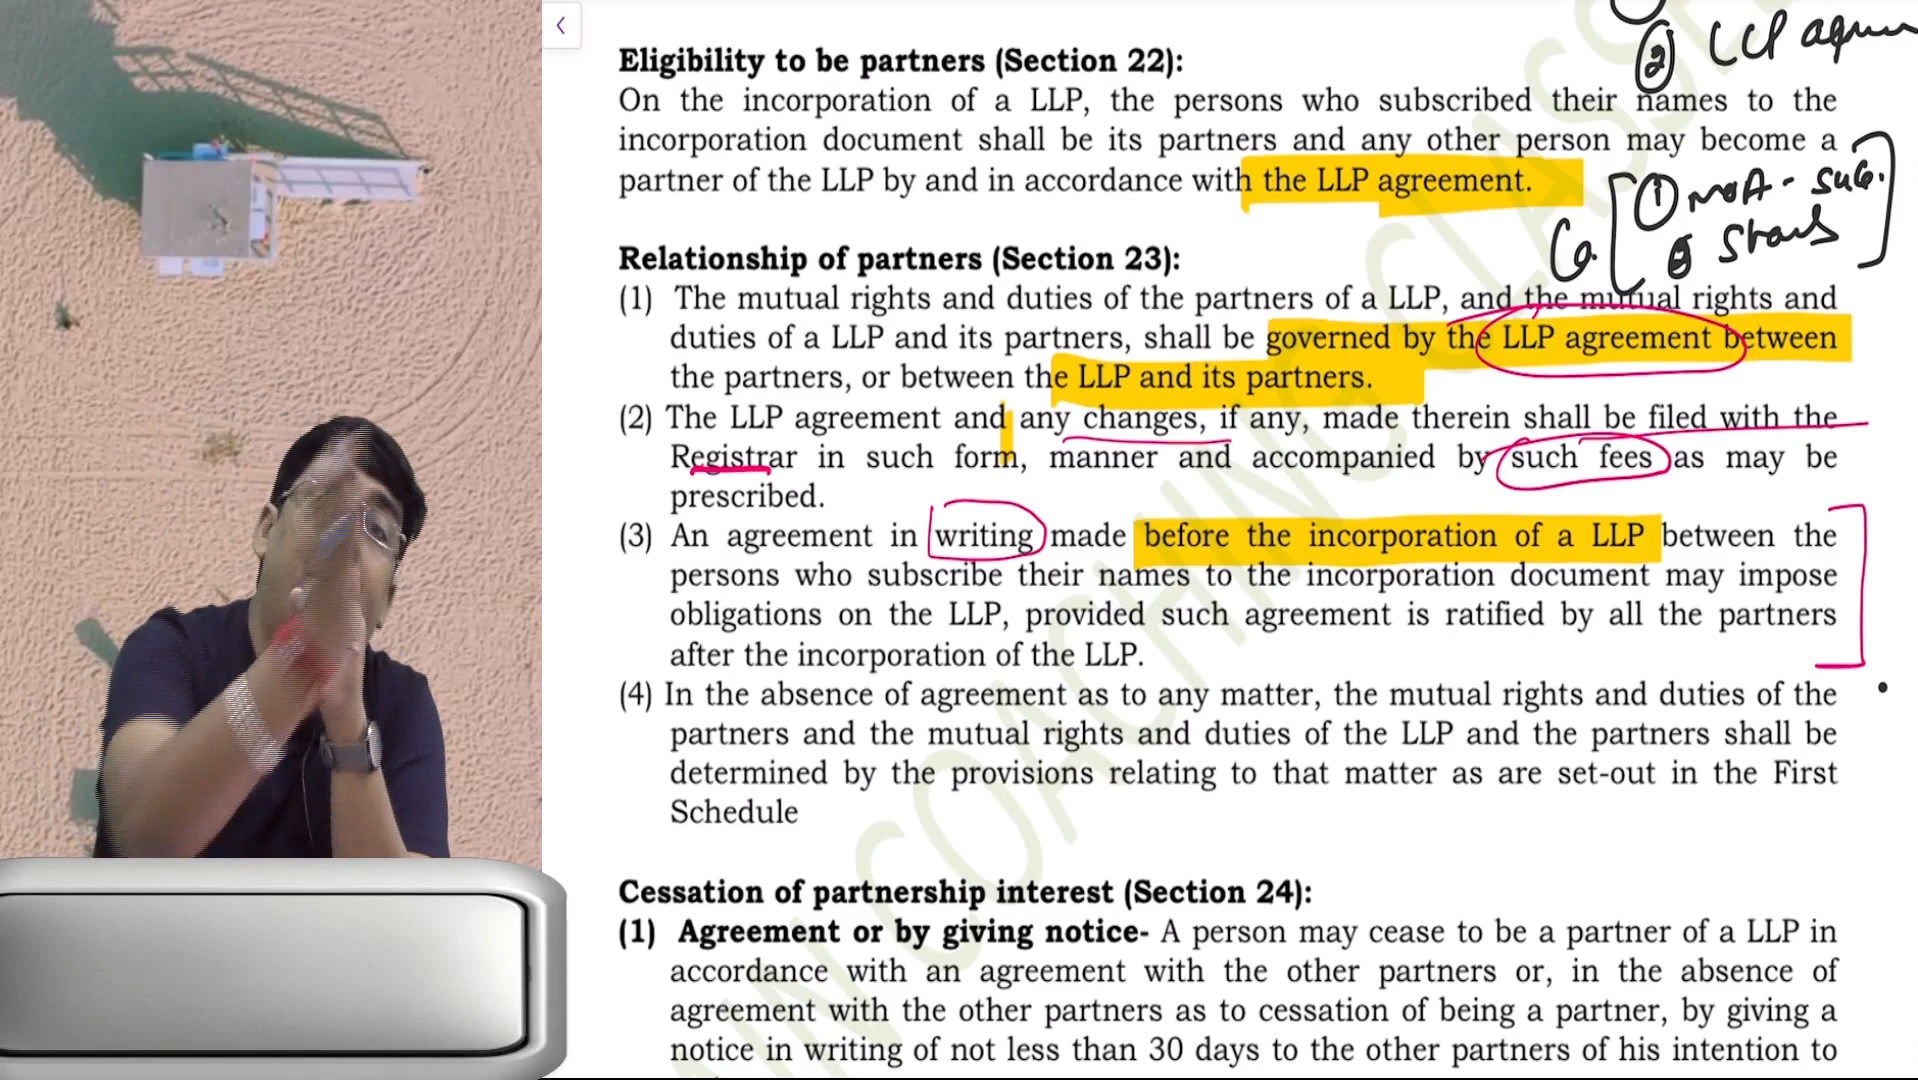 ② LLP
Eligibility to be partners (Section 22):
On the incorporation of a LLP, the persons who subscribed their names to the
incorporation document shall be its partners and any other person may become a
partner of the LLP by and in accordance with the LLP agreement.
① MOA - sub.
Co.
Relationship of partners (Section 23):
(1) The mutual rights and duties of the partners of a LLP, and the mutual rights and
duties of a LLP and its partners, shall be governed by the LLP agreement between
the partners, or between the LLP and its partners.
(2) The LLP agreement and any changes, if any, made therein shall be filed with the
Registrar in such form, manner and accompanied by such fees as may be
prescribed.
(3) An agreement in writing made before the incorporation of a LLP between the
persons who subscribe their names to the incorporation document may impose
obligations on the LLP, provided such agreement is ratified by all the partners
after the incorporation of the LLP.
(4) In the absence of agreement as to any matter, the mutual rights and duties of the
partners and the mutual rights and duties of the LLP and the partners shall be
determined by the provisions relating to that matter as are set-out in the First
Schedule
Cessation of partnership interest (Section 24):
(1) Agreement or by giving notice- A person may cease to be a partner of a LLP in
accordance with an agreement with the other partners or, in the absence of
agreement with the other partners as to cessation of being a partner, by giving a
notice in writing of not less than 30 days to the other partners of his intention to
COACHING CLASSE